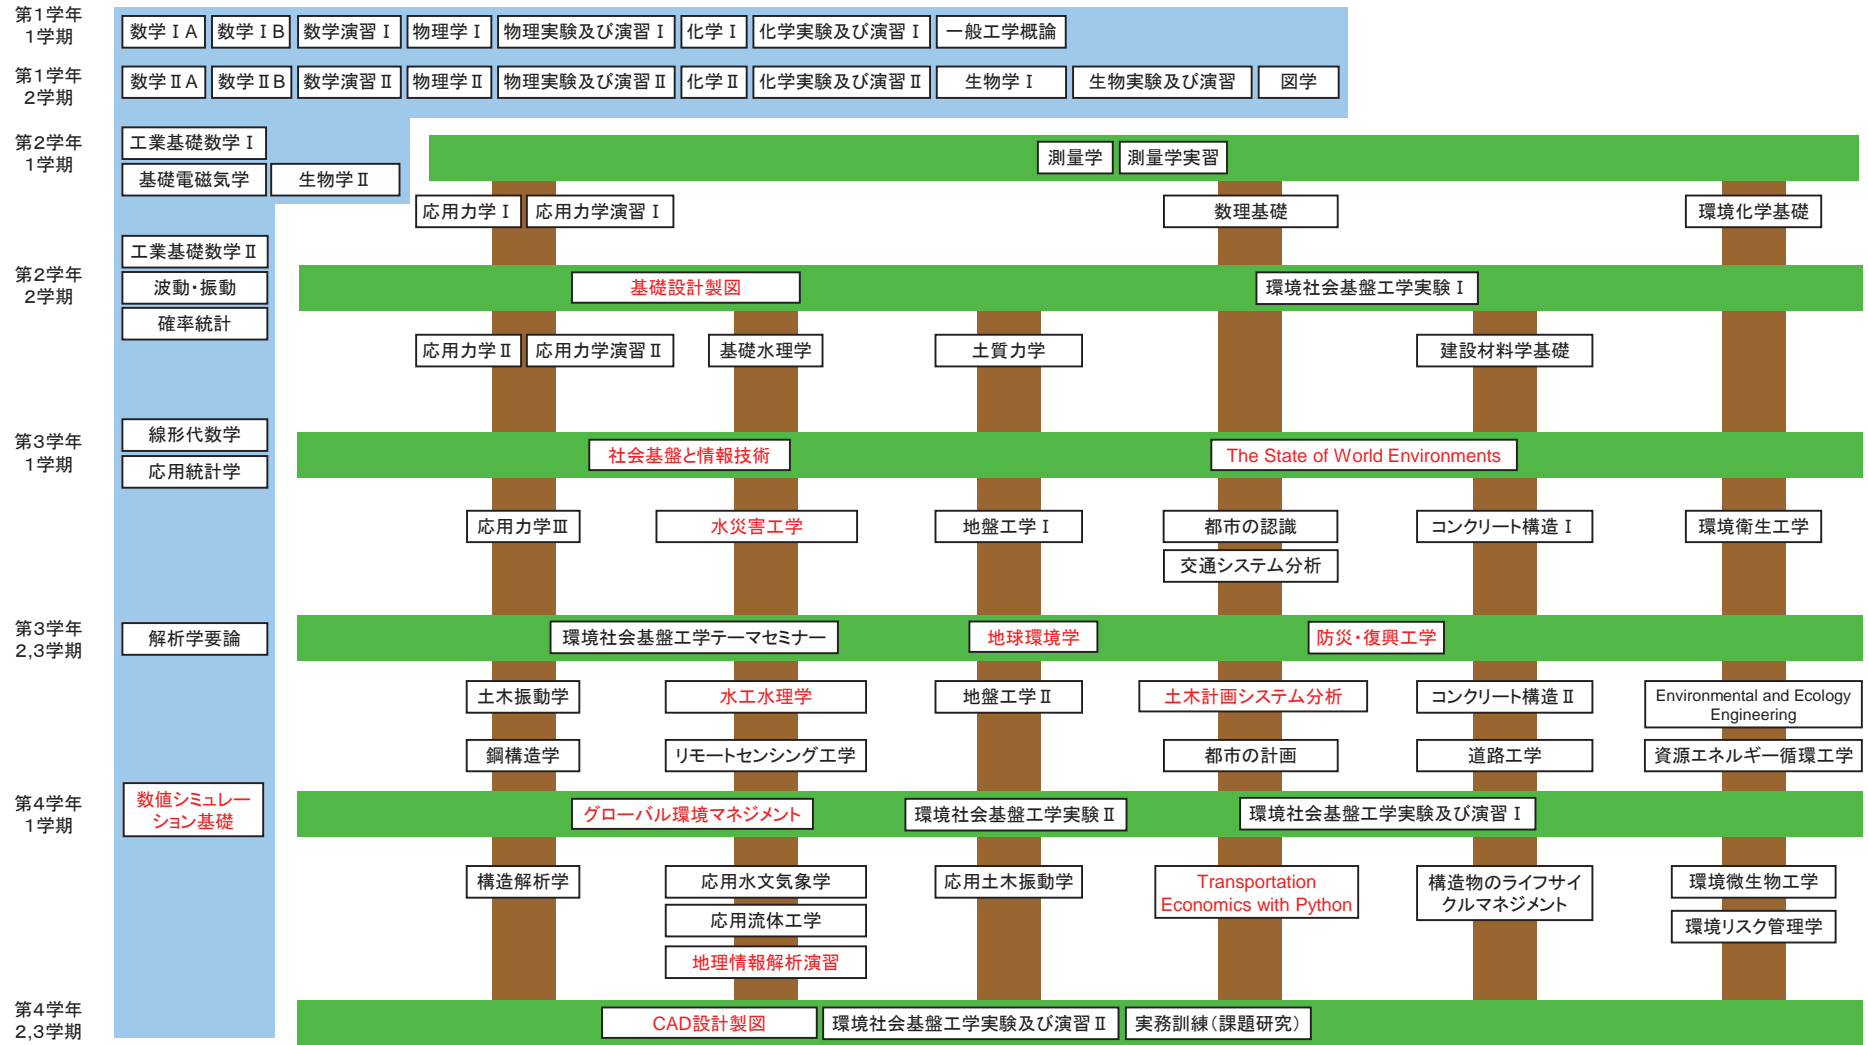 第1学年
1学期
数学ⅠA 数学ⅠB 数学演習Ⅰ 物理学Ⅰ 物理実験及び演習Ⅰ 化学Ⅰ 化学実験及び演習Ⅰ 一般工学概論
第1学年
2学期
数学ⅡA 数学ⅡB 数学演習Ⅱ 物理学Ⅱ 物理実験及び演習Ⅱ 化学Ⅱ 化学実験及び演習Ⅱ 生物学Ⅰ 生物実験及び演習 図学
第2学年
1学期
工業基礎数学Ⅰ
測量学 測量学実習
基礎電磁気学 生物学Ⅱ
応用力学Ⅰ 応用力学演習Ⅰ 数理基礎 環境化学基礎
第2学年
2学期
工業基礎数学Ⅱ
波動・振動 基礎設計製図 環境社会基盤工学実験Ⅰ
確率統計
応用力学Ⅱ 応用力学演習Ⅱ 基礎水理学 土質力学 建設材料学基礎
第3学年
1学期
線形代数学
社会基盤と情報技術 The State of World Environments
応用統計学
応用力学Ⅲ 水災害工学 地盤工学Ⅰ 都市の認識 コンクリート構造Ⅰ 環境衛生工学
交通システム分析
第3学年
2,3学期
解析学要論 環境社会基盤工学テーマセミナー 地球環境学 防災・復興工学
土木振動学 水工水理学 地盤工学Ⅱ 土木計画システム分析 コンクリート構造Ⅱ Environmental and Ecology
Engineering
鋼構造学 リモートセンシング工学 都市の計画 道路工学 資源エネルギー循環工学
第4学年
1学期
数値シミュレー
ション基礎
グローバル環境マネジメント 環境社会基盤工学実験Ⅱ 環境社会基盤工学実験及び演習Ⅰ
構造解析学 応用水文気象学 応用土木振動学 Transportation
Economics with Python
構造物のライフサイ
クルマネジメント
環境微生物工学
応用流体工学 環境リスク管理学
地理情報解析演習
第4学年
2,3学期
CAD設計製図 環境社会基盤工学実験及び演習Ⅱ 実務訓練(課題研究)